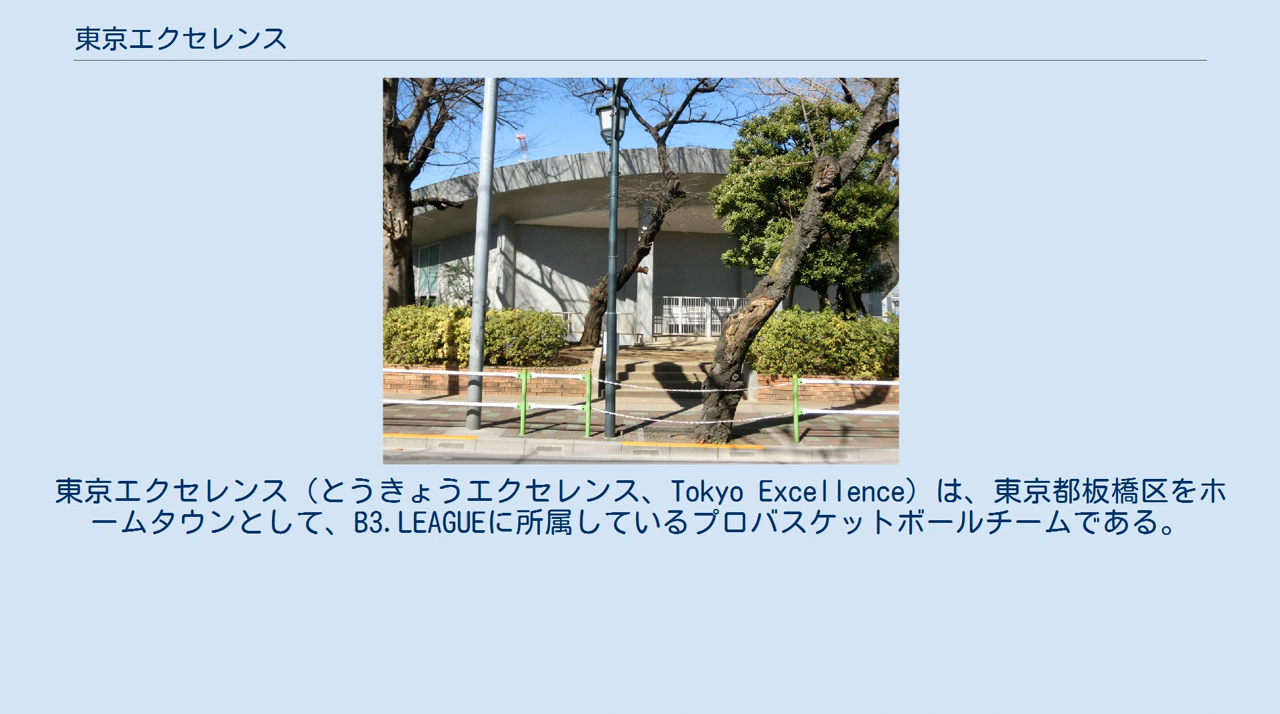 東京エクセレンス
東京エクセレンス（とうきょうエクセレンス、Tokyo Excellence）は、東京都板橋区をホ
ームタウンとして、B3.LEAGUEに所属しているプロバスケットボールチームである。